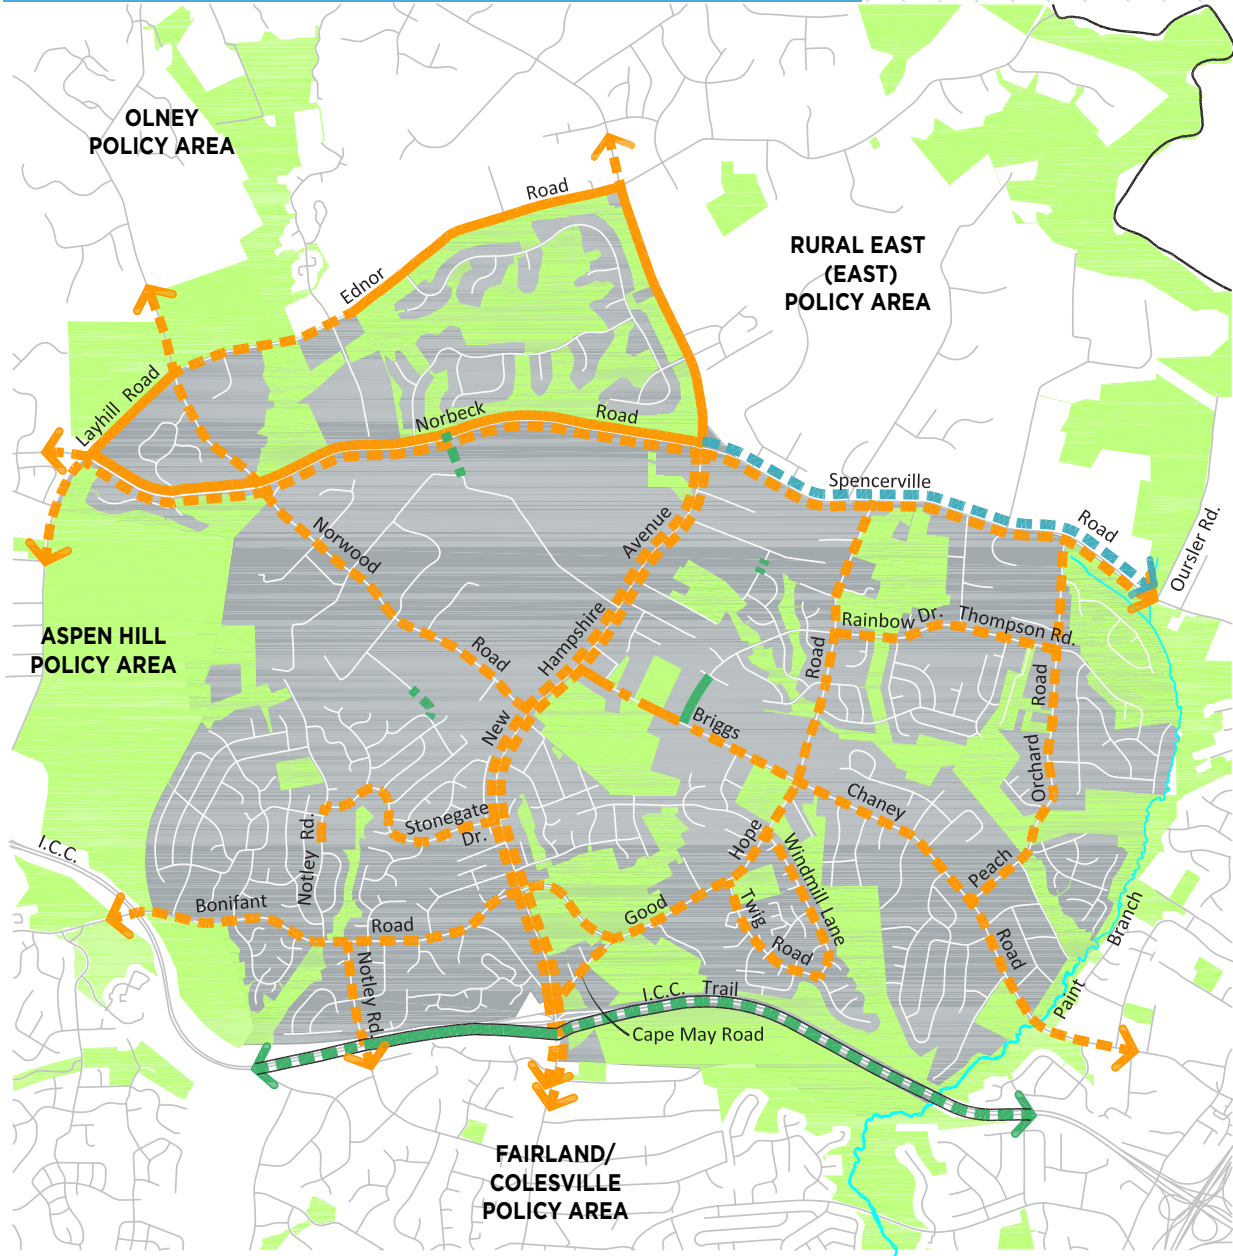 OLNEY
POLICY AREA
Road
Ednor
RURAL EAST
(EAST)
POLICY AREA
Layhill Road
Norbeck
Road
Spencerville
Road
Oursler Rd.
Avenue
Norwood
Hampshire
Road
New
ASPEN HILL
POLICY AREA
Rainbow Dr.
Thompson Rd.
Road
Road
Orchard
Peach
Briggs
Chaney
Road
Stonegate
Dr.
Notley Rd.
Hope
Windmill Lane
Good
Twig
Road
I.C.C.
Bonifant
Road
Notley Rd.
I.C.C. Trail
Cape May Road
Paint
Branch
FAIRLAND/
COLESVILLE
POLICY AREA